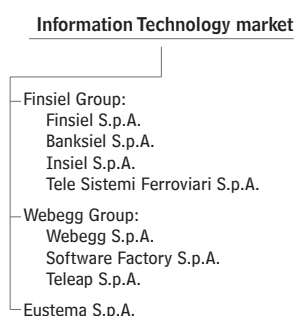 Information Technology market
Finsiel Group:
Finsiel S.p.A.
Banksiel S.p.A.
Insiel S.p.A.
Tele Sistemi Ferroviari S.p.A.
Webegg Group:
Webegg S.p.A.
Software Factory S.p.A.
Teleap S.p.A.
Eustema S.p.A.